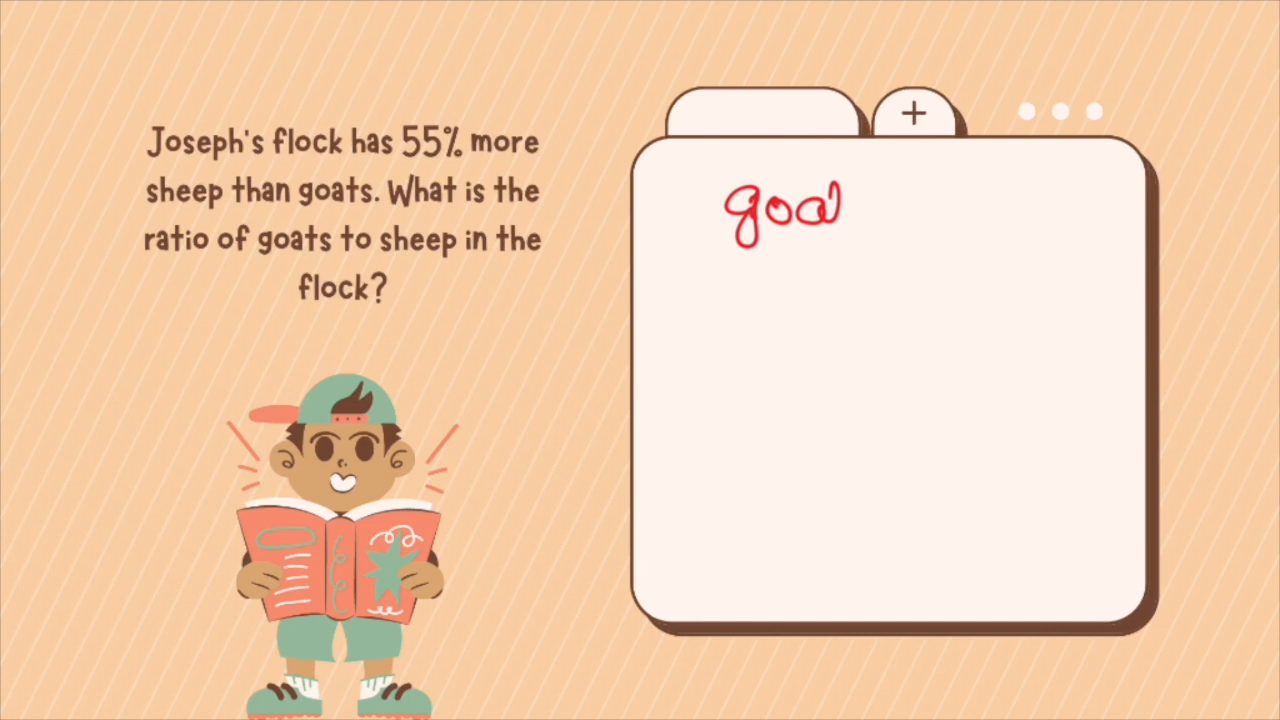 Joseph's flock has 55% more
sheep than goats. What is the
ratio of goats to sheep in the
flock?
+
goa